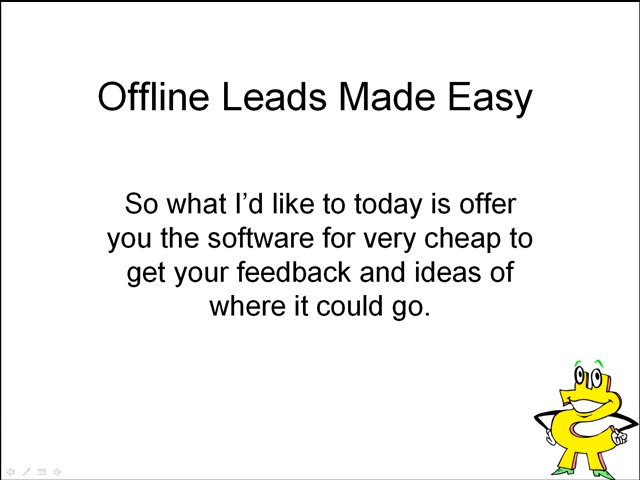 Offline Leads Made Easy
So what I'd like to today is offer
you the software for very cheap to
get your feedback and ideas of
where it could go.